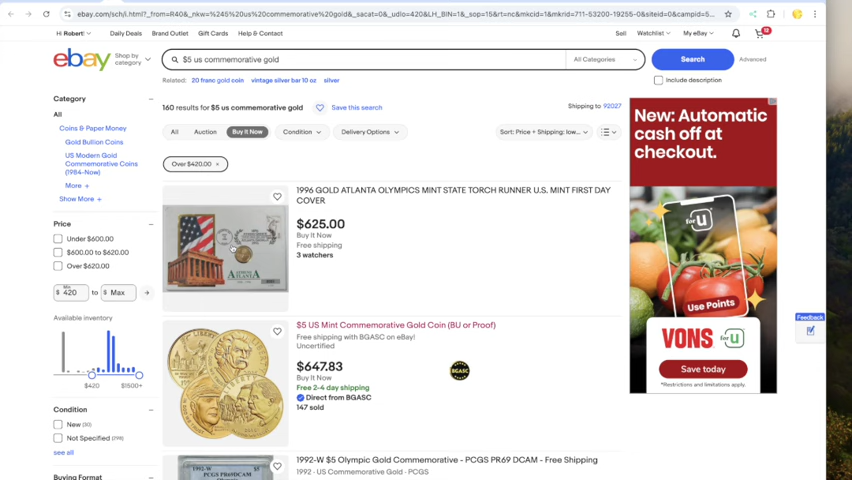 ebay.com/sch/i.html?_from=R40&_nkw=%245%20us%20commemorative%20gold&_sacat=0&_udlo=420&LH_BIN=1&_sop=15&rt=nc&mkcid=1&mkrid=711-53200-19255-0&siteid=0&campid=5...
Hi Robert!
Daily Deals
Brand Outlet
Gift Cards
Help & Contact
Sell
Watchlist
My eBay
ebay
Shop by
category
$5 us commemorative gold
All Categories
Search
Advanced
Include description
Related:
20 franc gold coin
vintage silver bar 10 oz
silver
Category
All
Coins & Paper Money
Gold Bullion Coins
US Modern Gold
Commemorative Coins
(1984-Now)
More
Show More
Price
Under $600.00
$600.00 to $620.00
Over $620.00
Min
$ 420 to $ Max
Available inventory
$420
$1500+
Condition
New (30)
Not Specified
see all
Buying Format
160 results for $5 us commemorative gold
Save this search
Shipping to 92027
All
Auction
Buy It Now
Condition
Delivery Options
Sort: Price + Shipping: low...
Over $420.00 ×
1996 GOLD ATLANTA OLYMPICS MINT STATE TORCH RUNNER U.S. MINT FIRST DAY
COVER
$625.00
Buy It Now
Free shipping
3 watchers
ATLANTA
$5 US Mint Commemorative Gold Coin (BU or Proof)
Free shipping with BGASC on eBay!
Uncertified
$647.83
Buy It Now
Free 2-4 day shipping
Direct from BGASC
147 sold
BGASC
1992-W $5 Olympic Gold Commemorative - PCGS PR69 DCAM - Free Shipping
1992 · US Commemorative Gold · PCGS
1992-W $5
New: Automatic
cash off at
checkout.
for U
Use Points
VONS for U
Save today
*Restrictions and limitations apply.
Feedback